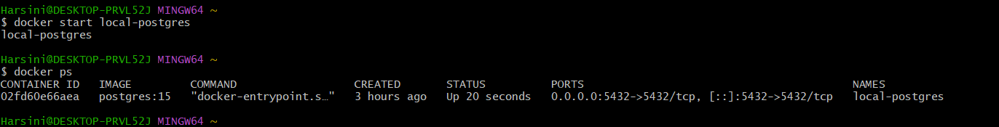 Harsini@DESKTOP-PRVL52J MINGW64 ~
$ docker start local-postgres
local-postgres
Harsini@DESKTOP-PRVL52J MINGW64 ~
$ docker ps
CONTAINER ID   IMAGE         COMMAND                  CREATED       STATUS          PORTS                                         NAMES
02fd60e66aea   postgres:15   "docker-entrypoint.s…"   3 hours ago   Up 20 seconds   0.0.0.0:5432->5432/tcp, [::]:5432->5432/tcp   local-postgres
Harsini@DESKTOP-PRVL52J MINGW64 ~